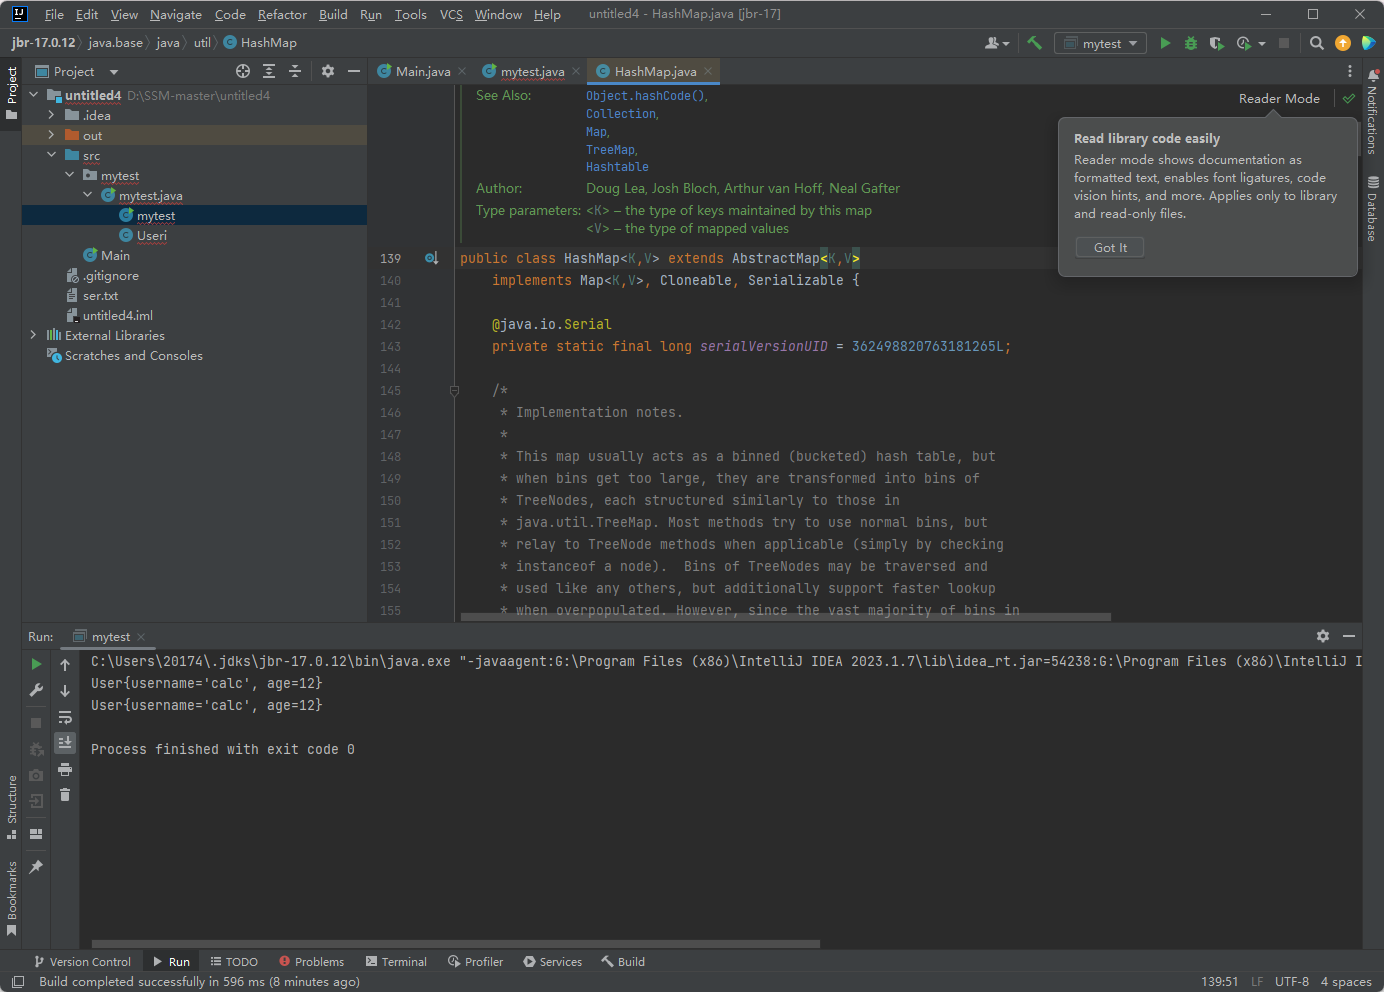 File Edit View Navigate Code Refactor Build Run Tools VCS Window Help untitled4 - HashMap.java [jbr-17]
jbr-17.0.12 java.base java util HashMap mytest
Project
Main.java mytest.java HashMap.java
Project
untitled4 D:\SSM-master\untitled4
.idea
out
src
mytest
mytest.java
mytest
Useri
Main
.gitignore
ser.txt
untitled4.iml
External Libraries
Scratches and Consoles
See Also: Object.hashCode(),
Collection,
Map,
TreeMap,
Hashtable
Author: Doug Lea, Josh Bloch, Arthur van Hoff, Neal Gafter
Type parameters: <K> – the type of keys maintained by this map
<V> – the type of mapped values
139 public class HashMap<K,V> extends AbstractMap<K,V>
140 implements Map<K,V>, Cloneable, Serializable {
141
142 @java.io.Serial
143 private static final long serialVersionUID = 362498820763181265L;
144
145 /*
146 * Implementation notes.
147 *
148 * This map usually acts as a binned (bucketed) hash table, but
149 * when bins get too large, they are transformed into bins of
150 * TreeNodes, each structured similarly to those in
151 * java.util.TreeMap. Most methods try to use normal bins, but
152 * relay to TreeNode methods when applicable (simply by checking
153 * instanceof a node).  Bins of TreeNodes may be traversed and
154 * used like any others, but additionally support faster lookup
155 * when overpopulated. However, since the vast majority of bins in
Reader Mode
Read library code easily
Reader mode shows documentation as
formatted text, enables font ligatures, code
vision hints, and more. Applies only to library
and read-only files.
Got It
Notifications
Database
Run: mytest
C:\Users\20174\.jdks\jbr-17.0.12\bin\java.exe "-javaagent:G:\Program Files (x86)\IntelliJ IDEA 2023.1.7\lib\idea_rt.jar=54238:G:\Program Files (x86)\IntelliJ I
User{username='calc', age=12}
User{username='calc', age=12}
Process finished with exit code 0
Structure
Bookmarks
Version Control Run TODO Problems Terminal Profiler Services Build
Build completed successfully in 596 ms (8 minutes ago) 139:51 LF UTF-8 4 spaces